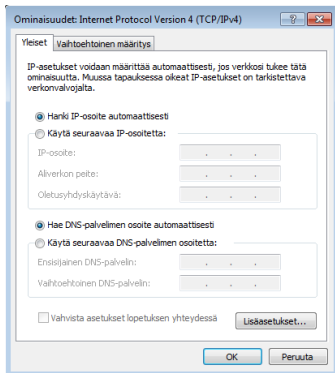 Ominaisuudet: Internet Protocol Version 4 (TCP/IPv4)
Yleiset
Vaihtoehtoinen määritys
IP-asetukset voidaan määrittää automaattisesti, jos verkkosi tukee tätä
ominaisuutta. Muussa tapauksessa oikeat IP-asetukset on tarkistettava
verkonvalvojalta.
Hanki IP-osoite automaattisesti
Käytä seuraavaa IP-osoitetta:
IP-osoite:
Aliverkon peite:
Oletusyhdyskäytävä:
Hae DNS-palvelimen osoite automaattisesti
Käytä seuraavaa DNS-palvelimen osoitetta:
Ensisijainen DNS-palvelin:
Vaihtoehtoinen DNS-palvelin:
Vahvista asetukset lopetuksen yhteydessä
Lisäasetukset...
OK
Peruuta